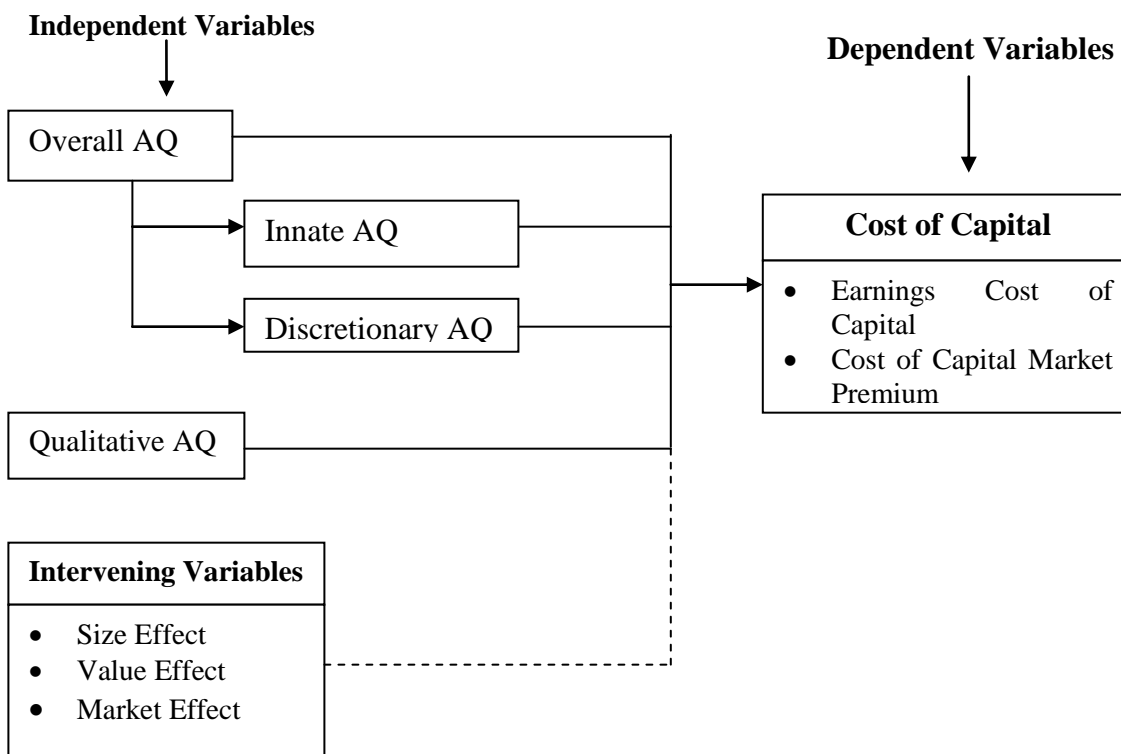 Independent Variables
Dependent Variables
Overall AQ
Innate AQ
Discretionary AQ
Qualitative AQ
Cost of Capital
• Earnings Cost of
Capital
• Cost of Capital Market
Premium
Intervening Variables
• Size Effect
• Value Effect
• Market Effect